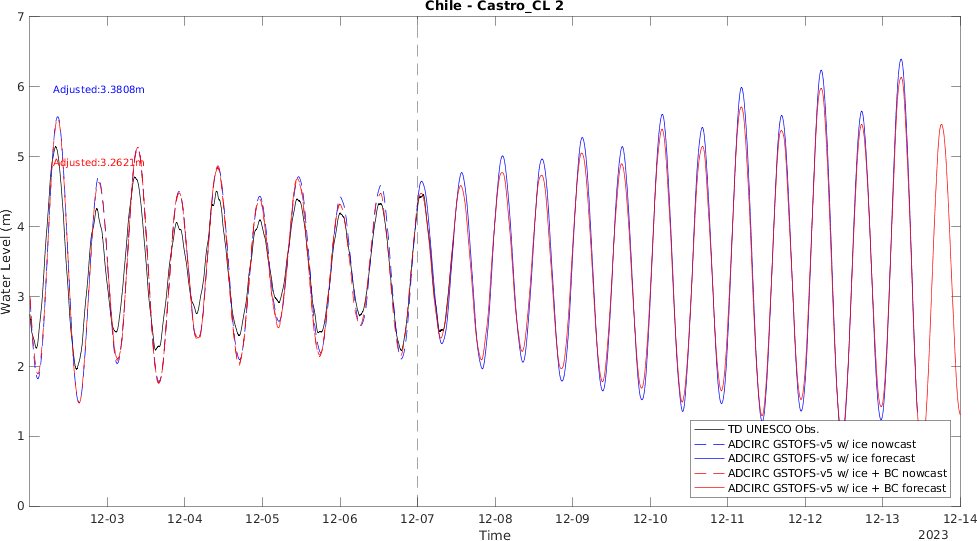 Chile - Castro_CL 2
7
6
5
4
3
2
1
0
Water Level (m)
Adjusted:3.3808m
Adjusted:3.2621m
TD UNESCO Obs.
ADCIRC GSTOFS-v5 w/ ice nowcast
ADCIRC GSTOFS-v5 w/ ice forecast
ADCIRC GSTOFS-v5 w/ ice + BC nowcast
ADCIRC GSTOFS-v5 w/ ice + BC forecast
12-03 12-04 12-05 12-06 12-07 12-08 12-09 12-10 12-11 12-12 12-13 12-14
Time
2023